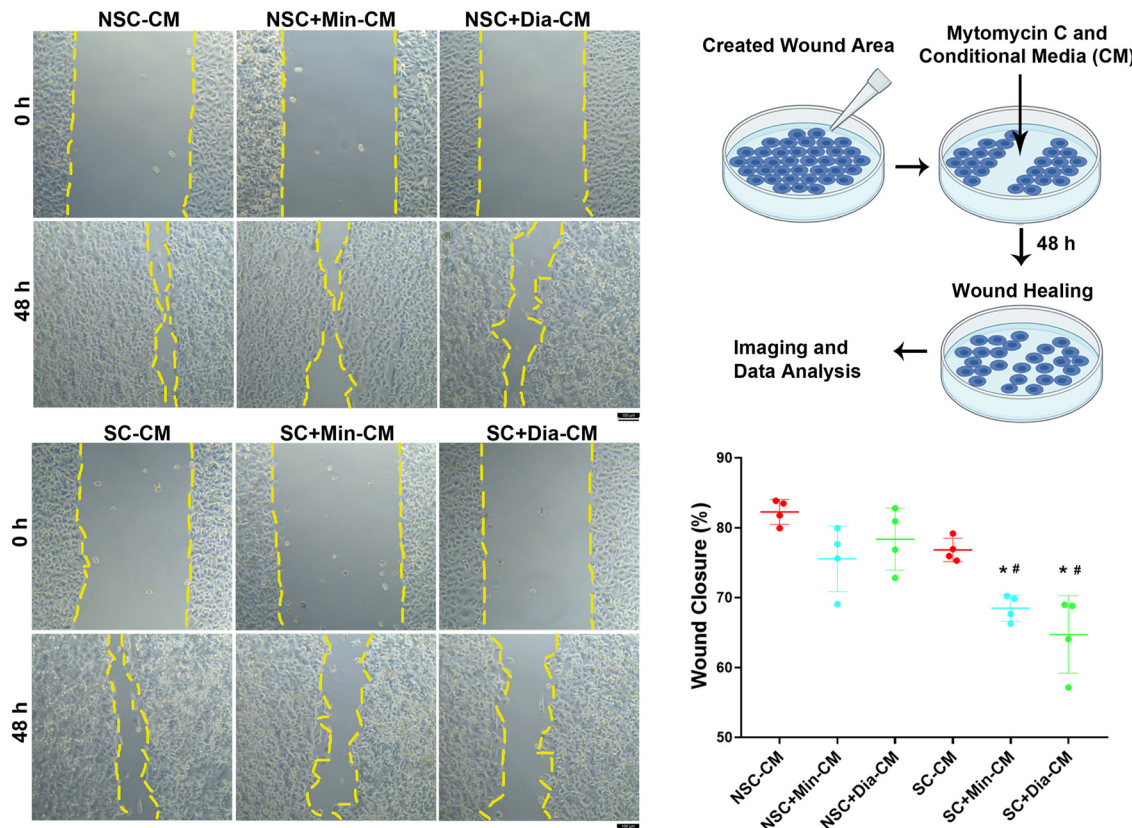 NSC-CM
NSC+Min-CM
NSC+Dia-CM
0 h
48 h
SC-CM
SC+Min-CM
SC+Dia-CM
0 h
48 h
Created Wound Area
Mytomycin C and
Conditional Media (CM)
48 h
Wound Healing
Imaging and
Data Analysis
Wound Closure (%)
90
80
70
60
50
* #
* #
NSC-CM
NSC+Min-CM
NSC+Dia-CM
SC-CM
SC+Min-CM
SC+Dia-CM